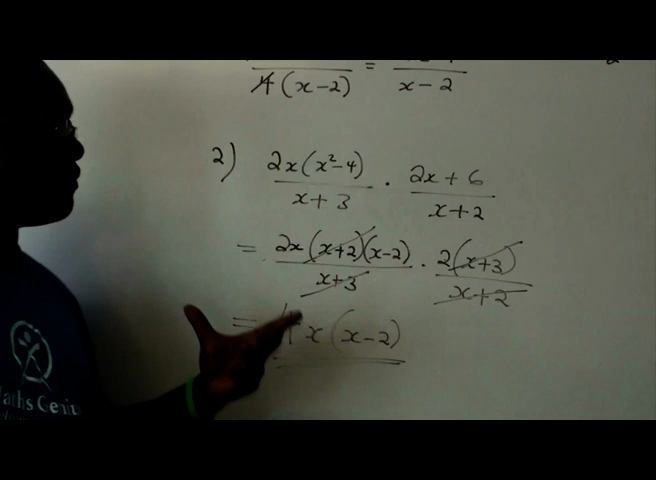 4(x-2) = x-2
2) 2x(x²-4)/x+3 · 2x+6/x+2
= 2x(x+2)(x-2)/x+3 · 2(x+3)/x+2
= 4x(x-2)
aths Geniu